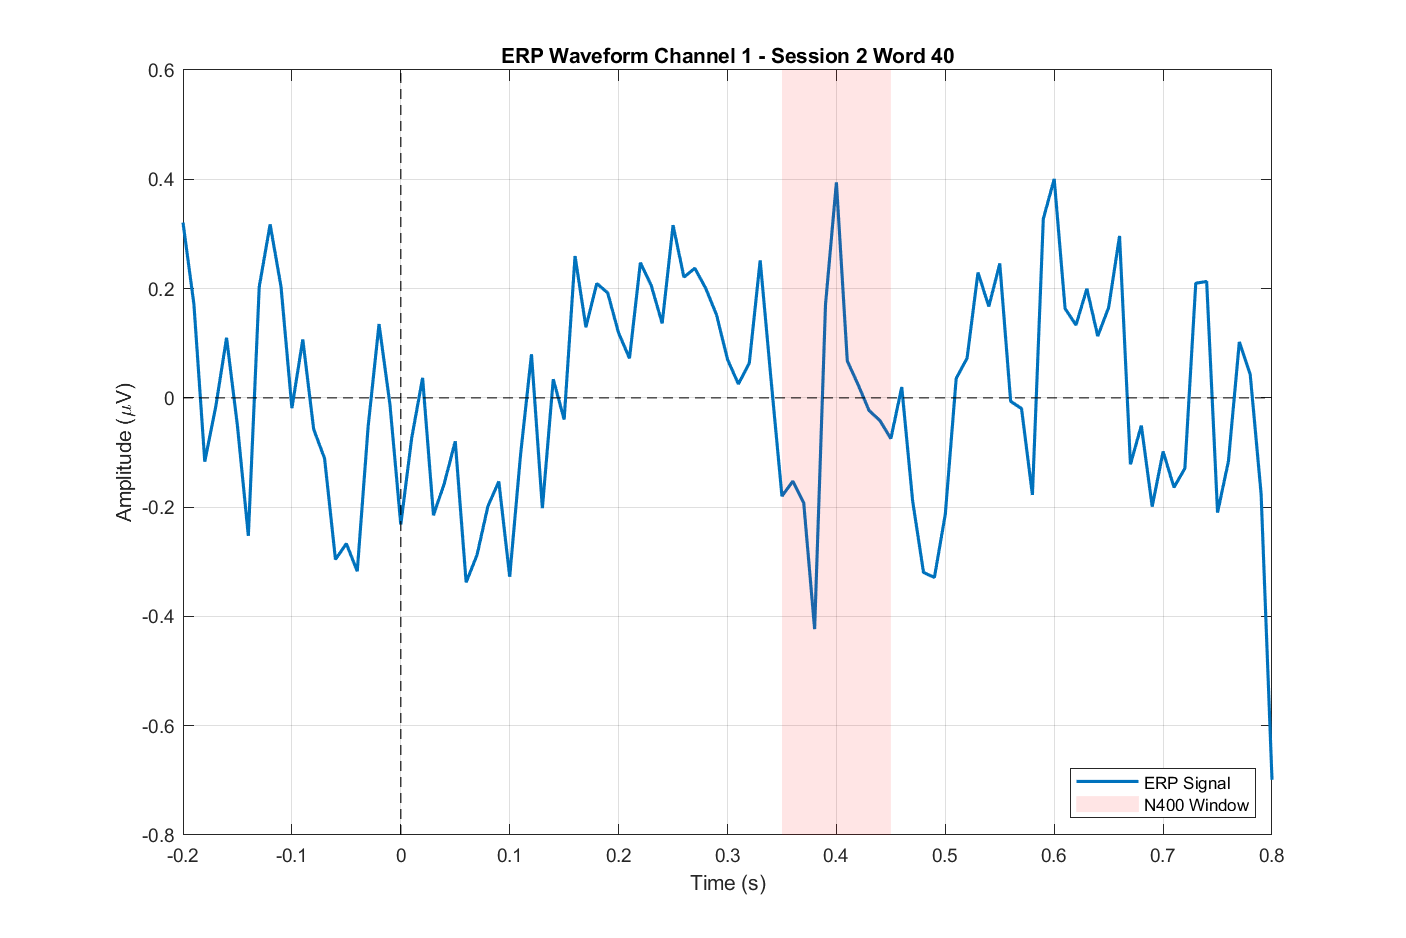 ERP Waveform Channel 1 - Session 2 Word 40
0.6
0.4
0.2
0
-0.2
-0.4
-0.6
-0.8
Amplitude (μV)
-0.2 -0.1 0 0.1 0.2 0.3 0.4 0.5 0.6 0.7 0.8
Time (s)
ERP Signal
N400 Window